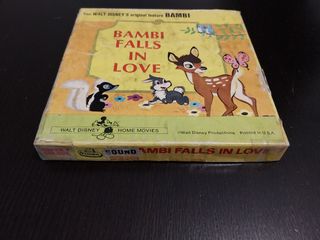 from WALT DISNEY'S original feature BAMBI
BAMBI
FALLS IN
LOVE
WALT DISNEY HOME MOVIES
©Walt Disney Productions Printed in U.S.A.
SOUND BAMBI FALLS IN LOVE